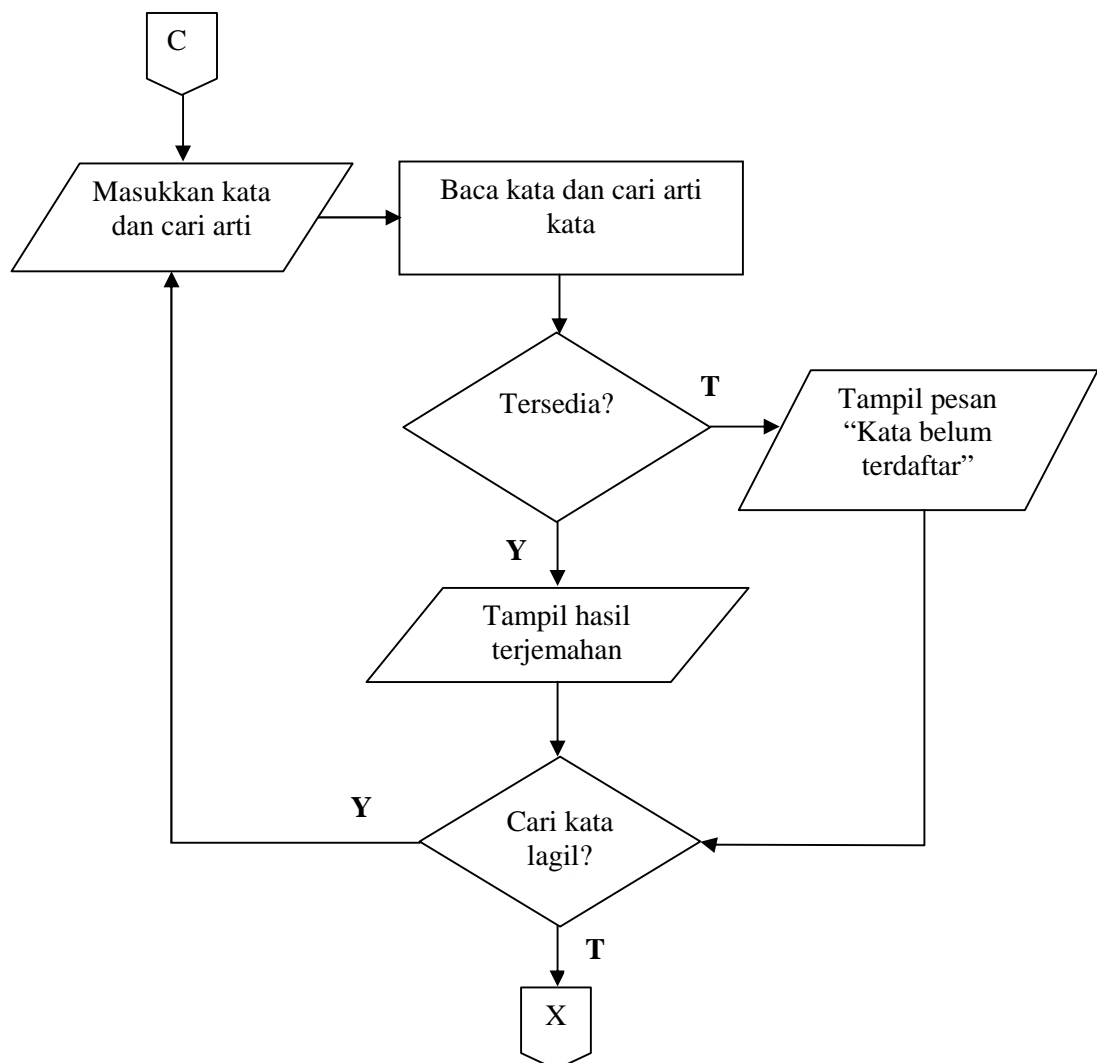 C
Masukkan kata
dan cari arti
Baca kata dan cari arti
kata
Tersedia?
T
Tampil pesan
“Kata belum
terdaftar”
Y
Tampil hasil
terjemahan
Y
Cari kata
lagil?
T
X